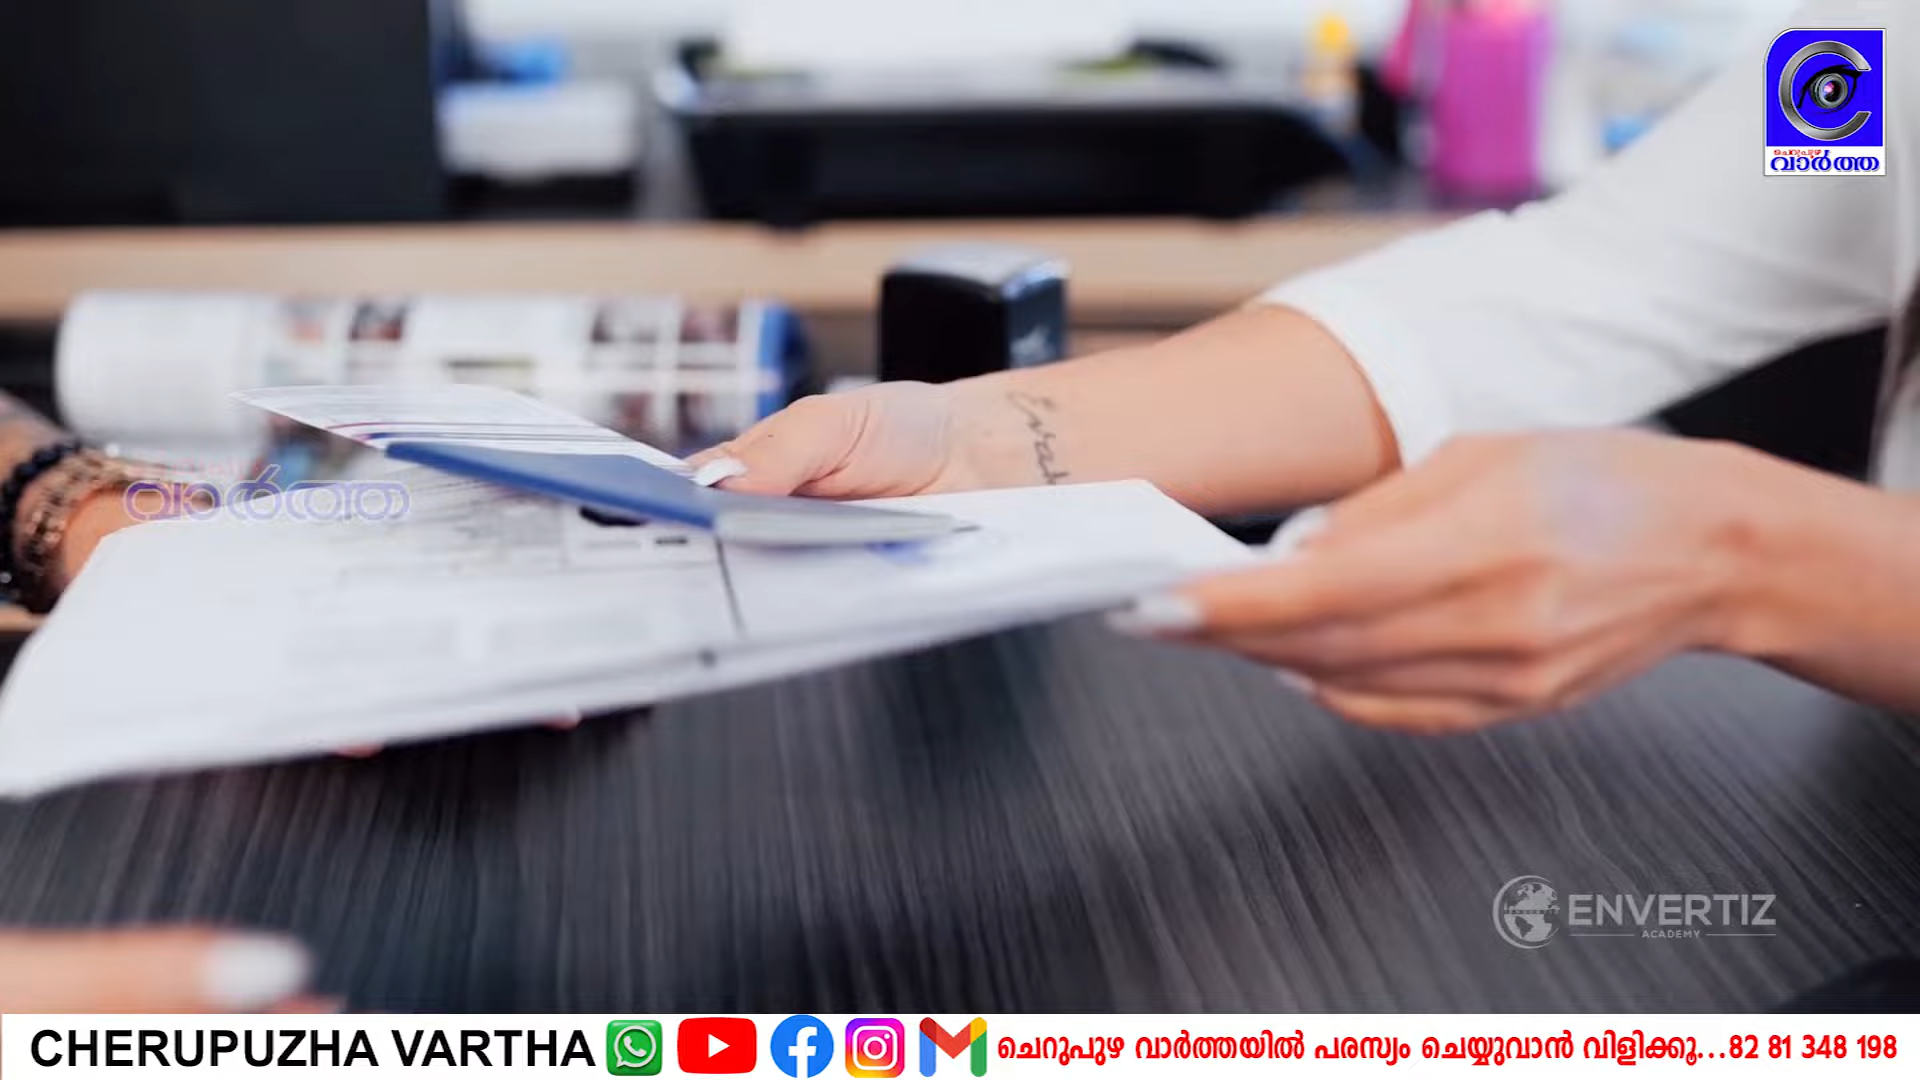 ചെറുപുഴ
വാർത്ത
വാർത്ത
ENVERTIZ
ACADEMY
CHERUPUZHA VARTHA
ചെറുപുഴ വാർത്തയിൽ പരസ്യം ചെയ്യുവാൻ വിളിക്കൂ...82 81 348 198